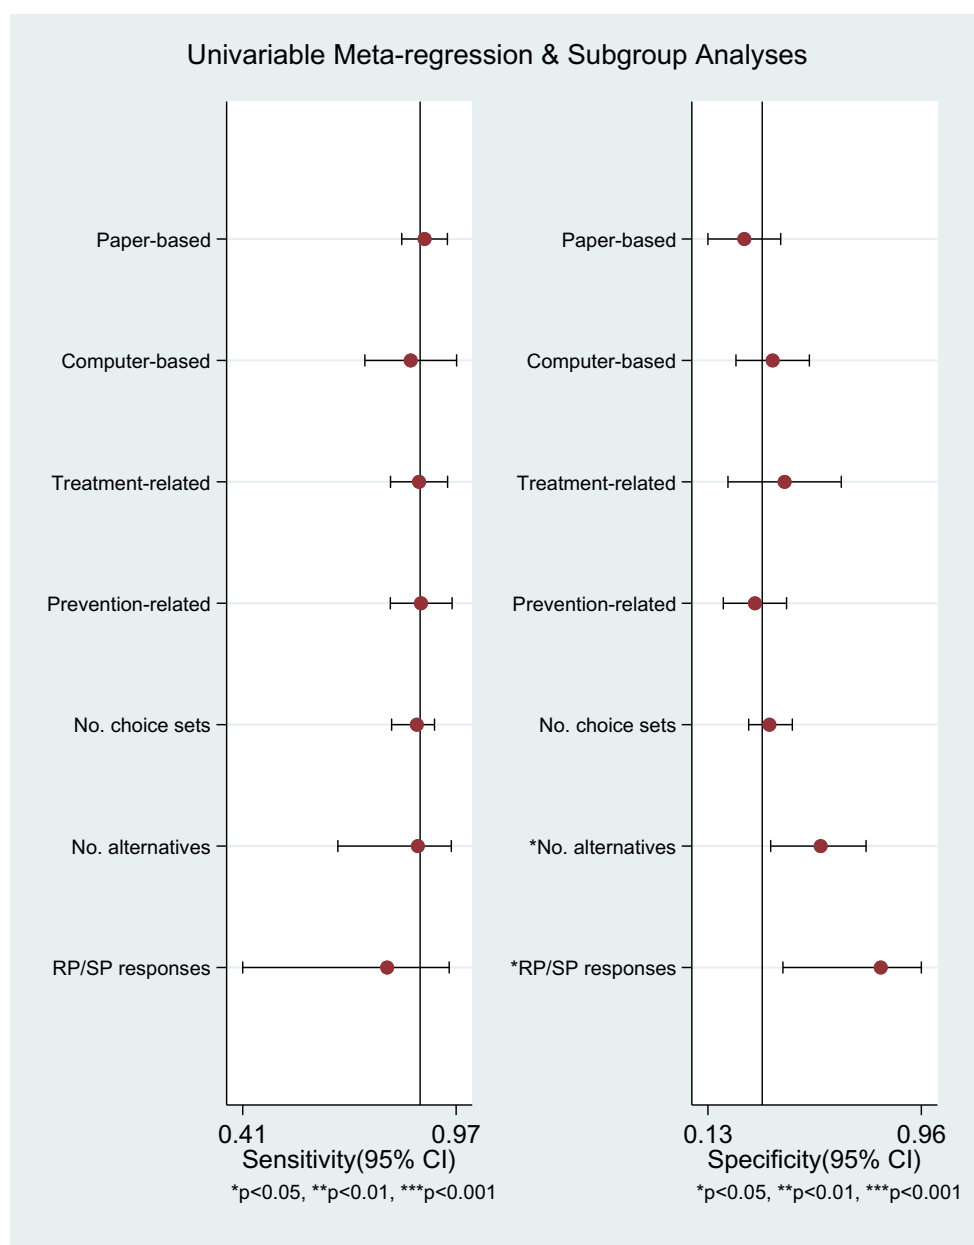 Univariable Meta-regression & Subgroup Analyses
Paper-based
Computer-based
Treatment-related
Prevention-related
No. choice sets
No. alternatives
RP/SP responses
0.41 0.97
Sensitivity(95% CI)
*p<0.05, **p<0.01, ***p<0.001
Paper-based
Computer-based
Treatment-related
Prevention-related
No. choice sets
*No. alternatives
*RP/SP responses
0.13 0.96
Specificity(95% CI)
*p<0.05, **p<0.01, ***p<0.001